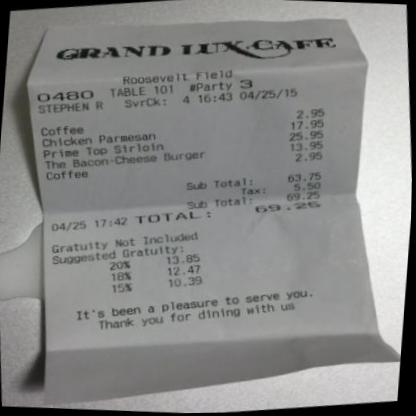 GRAND LUX CAFE
Roosevelt Field
0480 TABLE 101 #Party 3
STEPHEN R SvrCk: 4 16:43 04/25/15
Coffee 2.95
Chicken Parmesan 17.95
Prime Top Sirloin 25.95
The Bacon-Cheese Burger 13.95
Coffee 2.95
Sub Total: 63.75
Tax: 5.50
Sub Total: 69.25
04/25 17:42 TOTAL: 69.25
Gratuity Not Included
Suggested Gratuity:
20% 13.85
18% 12.47
15% 10.39
It's been a pleasure to serve you.
Thank you for dining with us